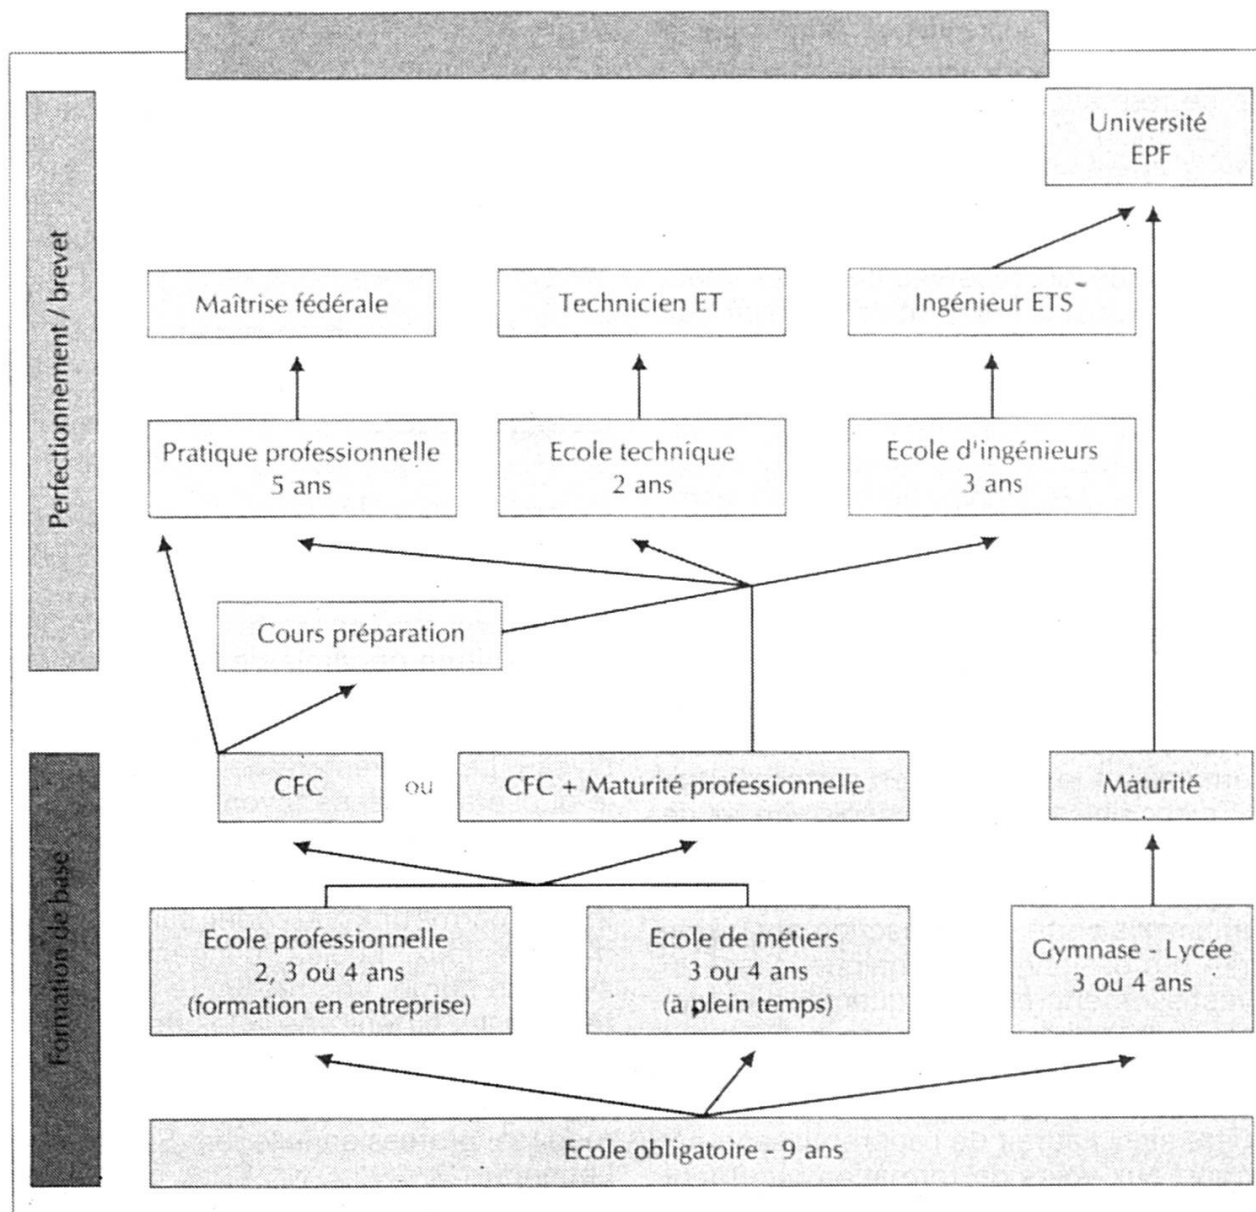 Université
EPF
Perfectionnement / brevet
Maîtrise fédérale
Technicien ET
Ingénieur ETS
Pratique professionnelle
5 ans
Ecole technique
2 ans
Ecole d'ingénieurs
3 ans
Cours préparation
CFC
ou
CFC + Maturité professionnelle
Maturité
Formation de base
Ecole professionnelle
2, 3 ou 4 ans
(formation en entreprise)
Ecole de métiers
3 ou 4 ans
(à plein temps)
Gymnase - Lycée
3 ou 4 ans
Ecole obligatoire - 9 ans